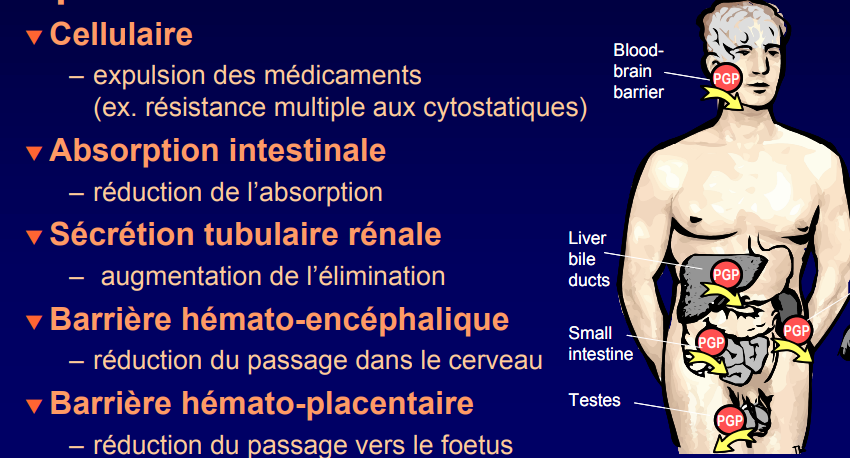 Cellulaire
– expulsion des médicaments
(ex. résistance multiple aux cytostatiques)
Absorption intestinale
– réduction de l’absorption
Sécrétion tubulaire rénale
– augmentation de l’élimination
Barrière hémato-encéphalique
– réduction du passage dans le cerveau
Barrière hémato-placentaire
– réduction du passage vers le foetus
Blood-
brain
barrier
PGP
Liver
bile
ducts
PGP
Small
intestine
PGP
PGP
Testes
PGP